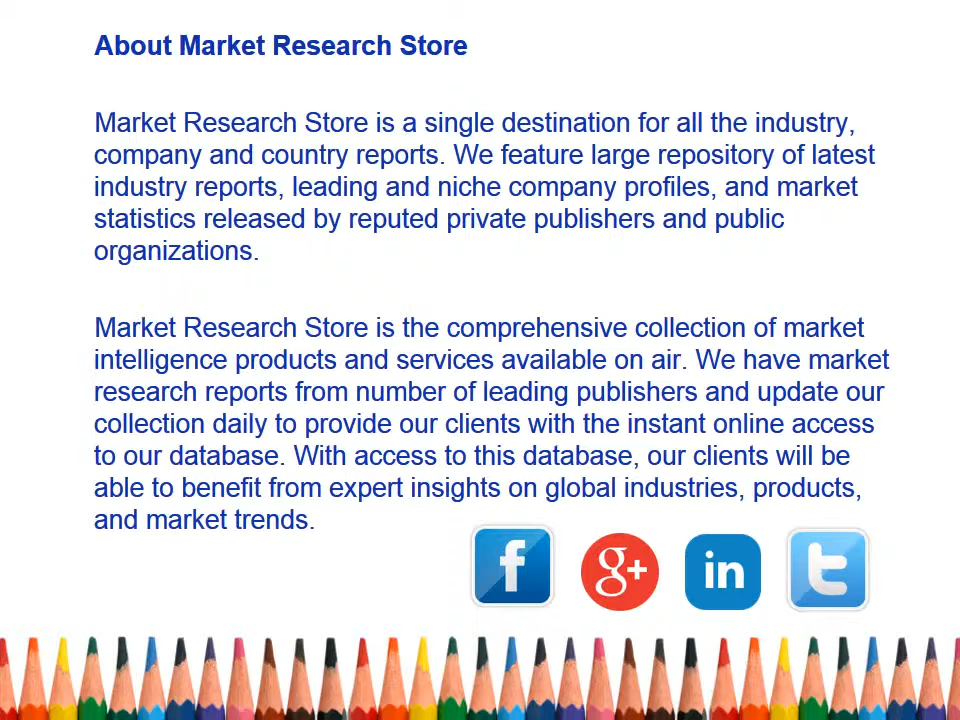 About Market Research Store
Market Research Store is a single destination for all the industry,
company and country reports. We feature large repository of latest
industry reports, leading and niche company profiles, and market
statistics released by reputed private publishers and public
organizations.
Market Research Store is the comprehensive collection of market
intelligence products and services available on air. We have market
research reports from number of leading publishers and update our
collection daily to provide our clients with the instant online access
to our database. With access to this database, our clients will be
able to benefit from expert insights on global industries, products,
and market trends.
f g+ in t